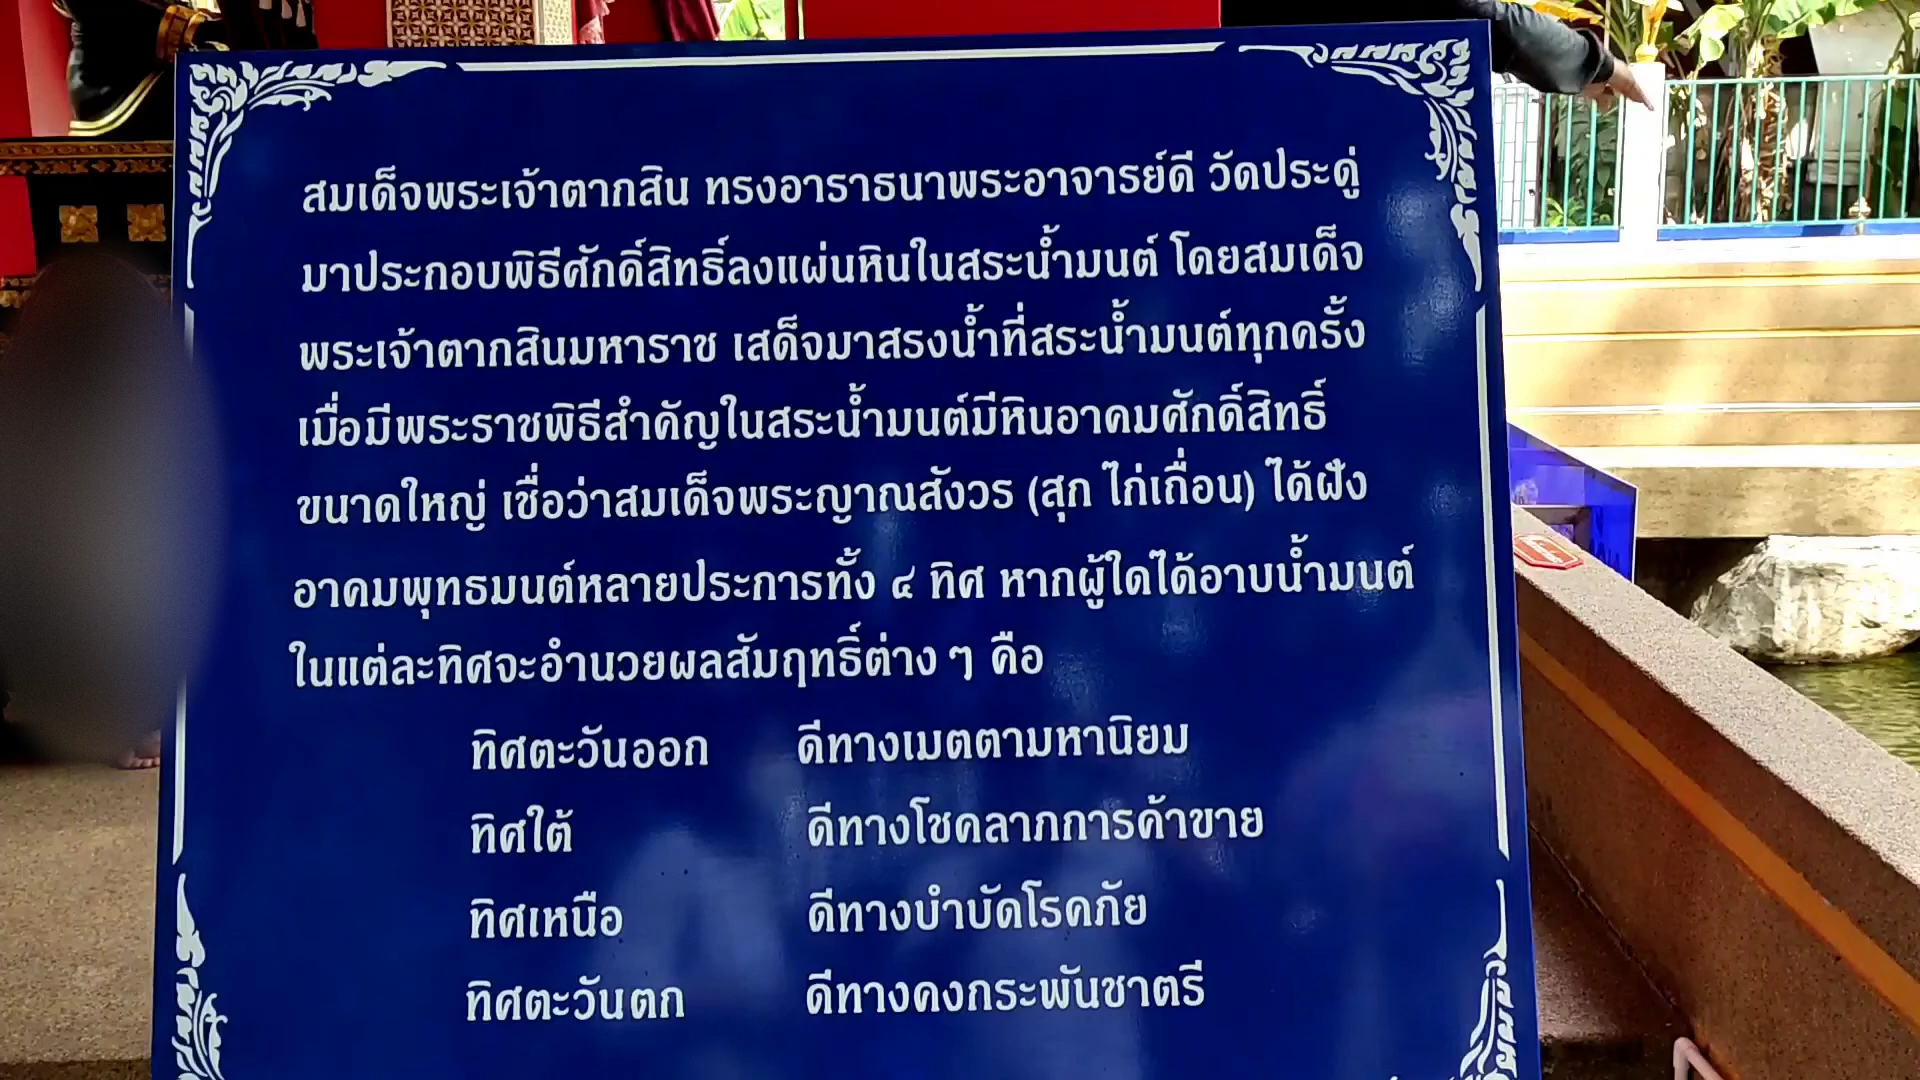 สมเด็จพระเจ้าตากสิน ทรงอาราธนาพระอาจารย์ดี วัดประดู่
มาประกอบพิธีศักดิ์สิทธิ์ลงแผ่นหินในสระน้ำมนต์ โดยสมเด็จ
พระเจ้าตากสินมหาราช เสด็จมาสรงน้ำที่สระน้ำมนต์ทุกครั้ง
เมื่อมีพระราชพิธีสำคัญในสระน้ำมนต์มีหินอาคมศักดิ์สิทธิ์
ขนาดใหญ่ เชื่อว่าสมเด็จพระญาณสังวร (สุก ไก่เถื่อน) ได้ฝัง
อาคมพุทธมนต์หลายประการทั้ง ๔ ทิศ หากผู้ใดได้อาบน้ำมนต์
ในแต่ละทิศจะอำนวยผลสัมฤทธิ์ต่าง ๆ คือ
ทิศตะวันออก ดีทางเมตตามหานิยม
ทิศใต้ ดีทางโชคลาภการค้าขาย
ทิศเหนือ ดีทางบำบัดโรคภัย
ทิศตะวันตก ดีทางคงกระพันชาตรี